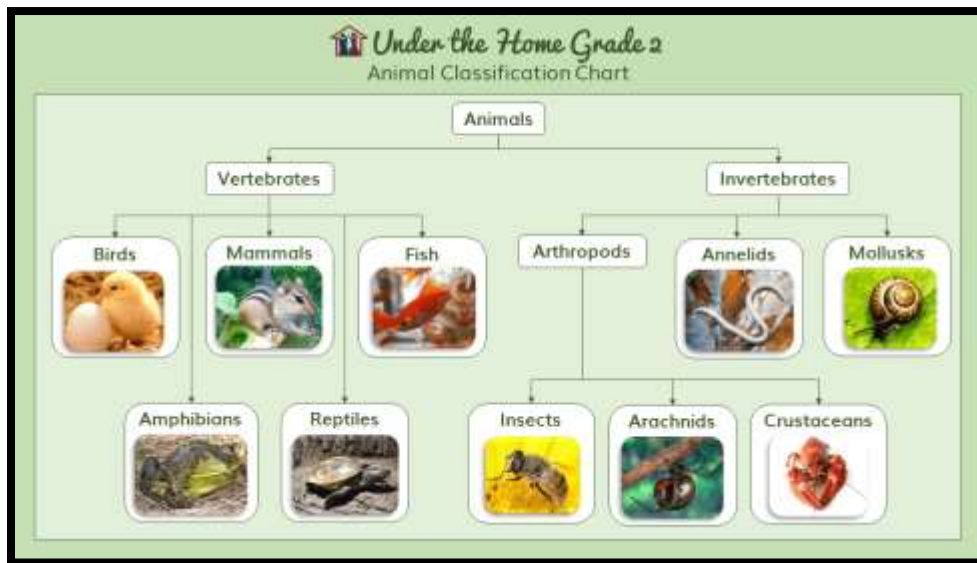 Under the Home Grade 2
Animal Classification Chart
Animals
Vertebrates
Invertebrates
Birds
Mammals
Fish
Arthropods
Annelids
Mollusks
Amphibians
Reptiles
Insects
Arachnids
Crustaceans